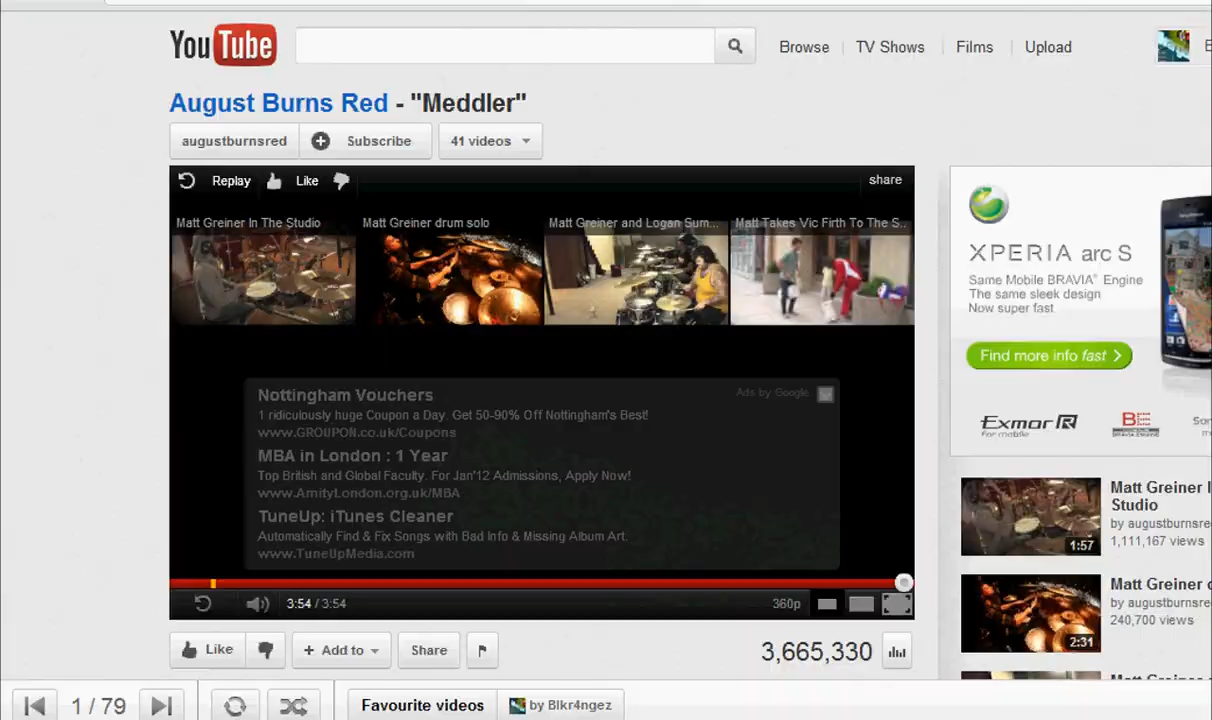 YouTube
Browse
TV Shows
Films
Upload
August Burns Red - "Meddler"
augustburnsred
Subscribe
41 videos
Replay
Like
share
Matt Greiner In The Studio
Matt Greiner drum solo
Matt Greiner and Logan Sum...
Matt Takes Vic Firth To The S..
Nottingham Vouchers
Ads by Google
1 ridiculously huge Coupon a Day. Get 50-90% Off Nottingham's Best!
www.GROUPON.co.uk/Coupons
MBA in London : 1 Year
Top British and Global Faculty. For Jan'12 Admissions, Apply Now!
www.AmityLondon.org.uk/MBA
TuneUp: iTunes Cleaner
Automatically Find & Fix Songs with Bad Info & Missing Album Art.
www.TuneUpMedia.com
3:54 / 3:54
360p
Like
+ Add to
Share
3,665,330
1 / 79
Favourite videos
by Blkr4ngez
XPERIA arc S
Same Mobile BRAVIA® Engine
The same sleek design
Now super fast
Find more info fast >
Exmor R
for mobile
BE
BRAVIA ENGINE
Matt Greiner I
Studio
by augustburnsre
1,111,167 views
1:57
Matt Greiner
by augustburnsre
240,700 views
2:31